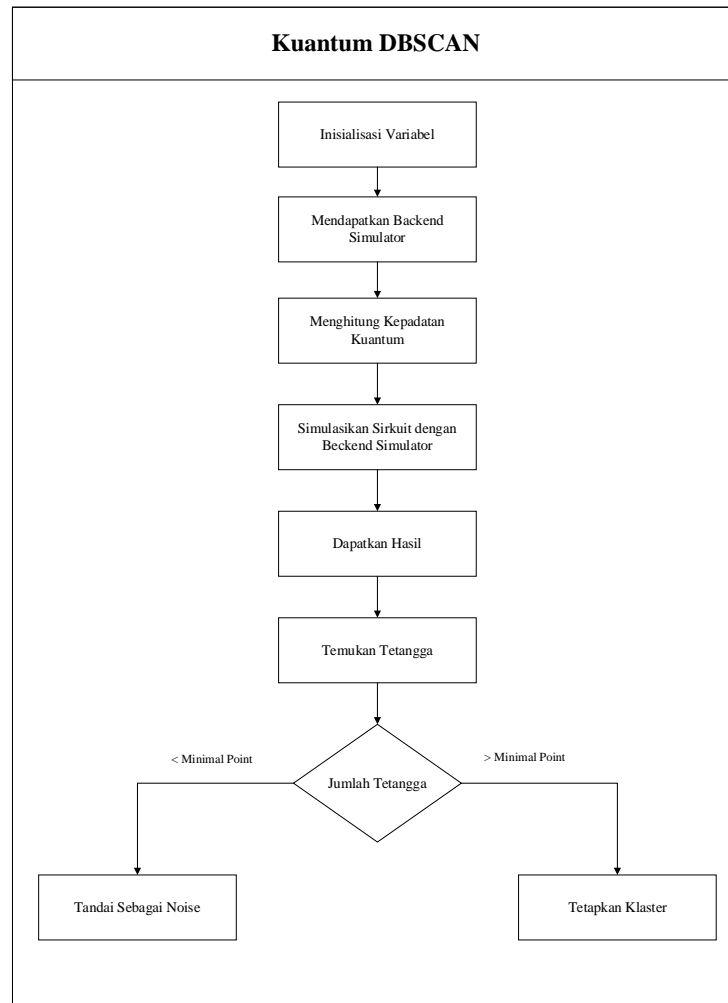 Kuantum DBSCAN
Inisialisasi Variabel
Mendapatkan Backend
Simulator
Menghitung Kepadatan
Kuantum
Simulasikan Sirkuit dengan
Beckend Simulator
Dapatkan Hasil
Temukan Tetangga
< Minimal Point
> Minimal Point
Jumlah Tetangga
Tandai Sebagai Noise
Tetapkan Klaster